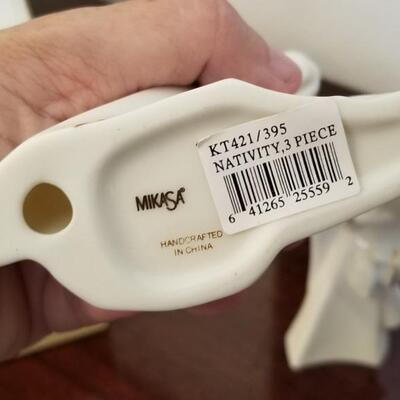 KT421/395
NATIVITY,3 PIECE
6 41265 25559 2
MIKASA
HANDCRAFTED
IN CHINA